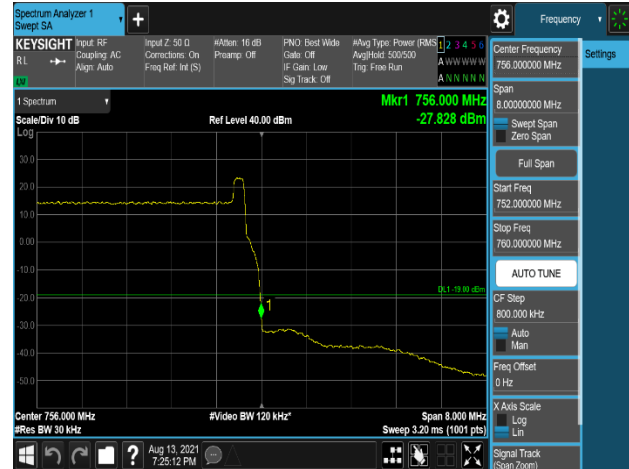 Spectrum Analyzer 1
Swept SA
+
Frequency
KEYSIGHT
RL
LM
Input: RF
Coupling: AC
Align: Auto
Input Z: 50 Ω
Corrections: On
Freq Ref: Int (S)
#Atten: 16 dB
Preamp: Off
PNO: Best Wide
Gate: Off
IF Gain: Low
Sig Track: Off
#Avg Type: Power (RMS
Avg|Hold: 500/500
Trig: Free Run
1 2 3 4 5 6
A W W W W W
A N N N N N
1 Spectrum
Scale/Div 10 dB
Log
Ref Level 40.00 dBm
Mkr1 756.000 MHz
-27.828 dBm
30.0
20.0
10.0
0.00
-10.0
-20.0
-30.0
-40.0
-50.0
DL1 -19.00 dBm
1
Center 756.000 MHz
#Res BW 30 kHz
#Video BW 120 kHz*
Span 8.000 MHz
Sweep 3.20 ms (1001 pts)
?
Aug 13, 2021
7:25:12 PM
Center Frequency
756.000000 MHz
Span
8.00000000 MHz
Swept Span
Zero Span
Full Span
Start Freq
752.000000 MHz
Stop Freq
760.000000 MHz
AUTO TUNE
CF Step
800.000 kHz
Auto
Man
Freq Offset
0 Hz
X Axis Scale
Log
Lin
Signal Track
(Span Zoom)
Settings